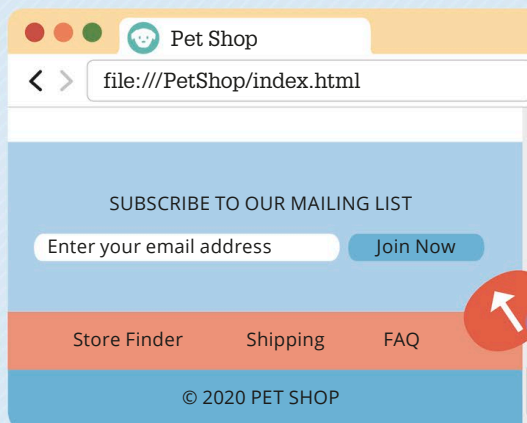 Pet Shop
file:///PetShop/index.html
SUBSCRIBE TO OUR MAILING LIST
Enter your email address Join Now
Store Finder Shipping FAQ
© 2020 PET SHOP